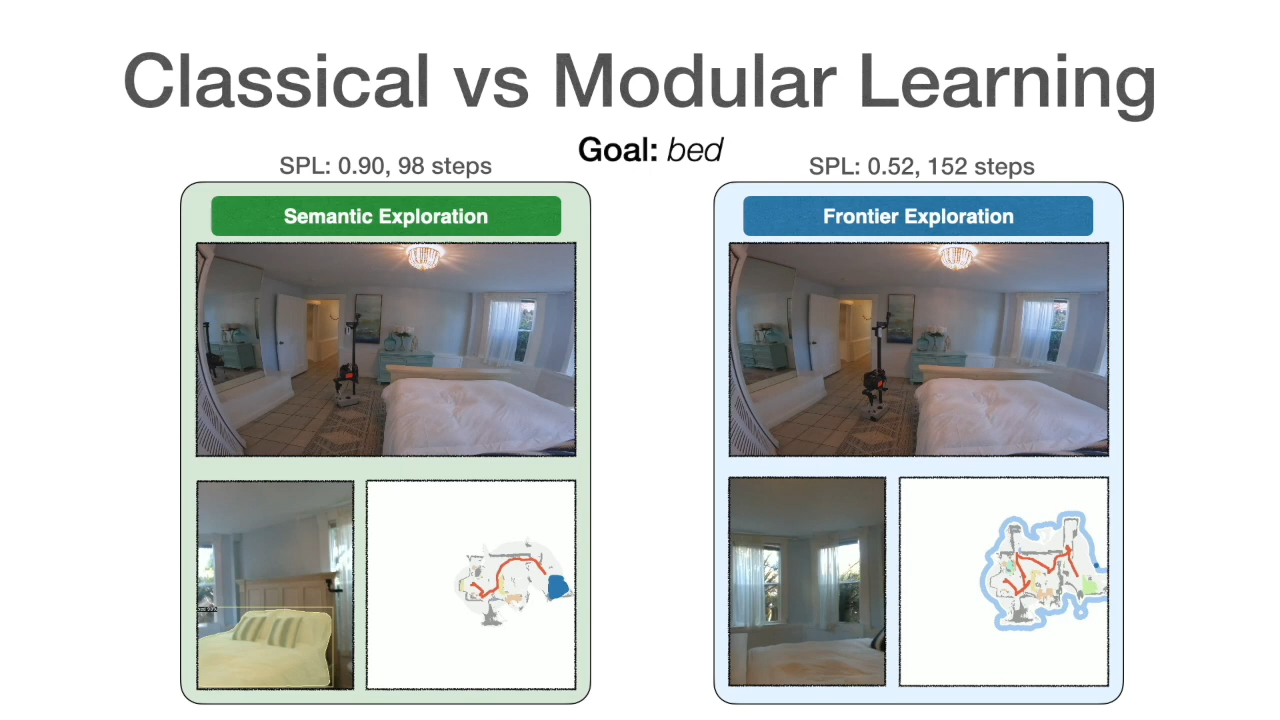 Classical vs Modular Learning
Goal: bed
SPL: 0.90, 98 steps
SPL: 0.52, 152 steps
Semantic Exploration
Frontier Exploration